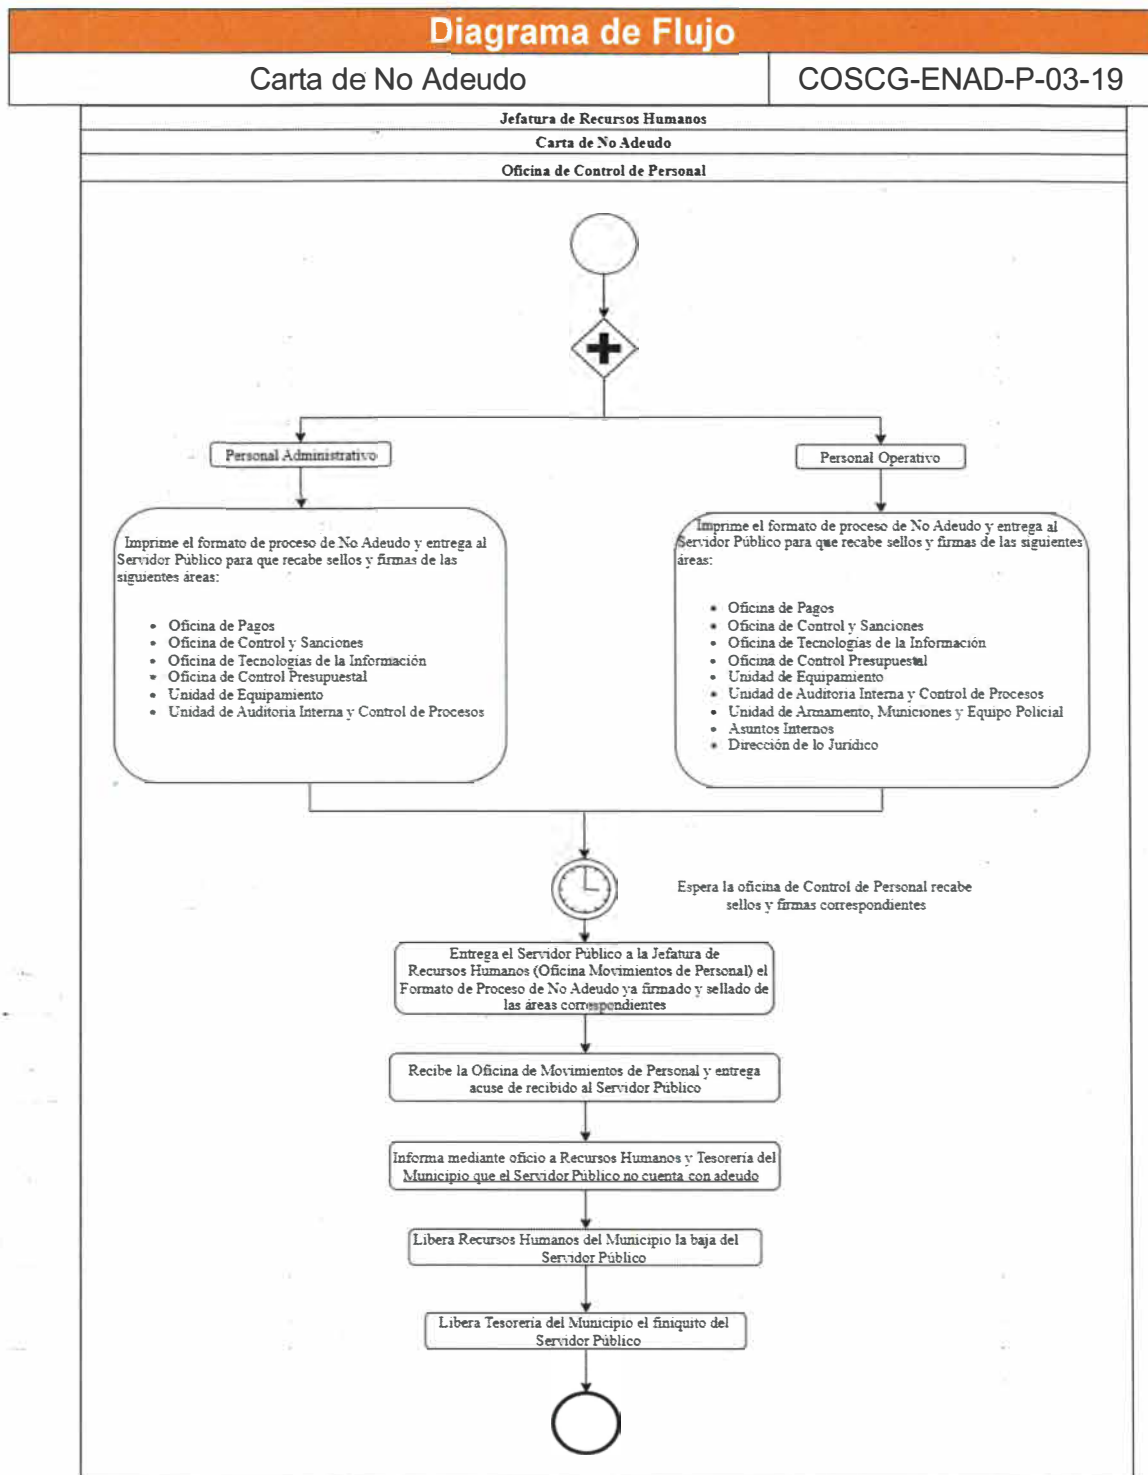 Diagrama de Flujo
Carta de No Adeudo
COSCG-ENAD-P-03-19
Jefatura de Recursos Humanos
Carta de No Adeudo
Oficina de Control de Personal
Personal Administrativo
Personal Operativo
Imprime el formato de proceso de No Adeudo y entrega al
Servidor Público para que recabe sellos y firmas de las
siguientes áreas:
• Oficina de Pagos
• Oficina de Control y Sanciones
• Oficina de Tecnologías de la Información
• Oficina de Control Presupuestal
• Unidad de Equipamiento
• Unidad de Auditoria Interna y Control de Procesos
Imprime el formato de proceso de No Adeudo y entrega al
Servidor Público para que recabe sellos y firmas de las siguientes
áreas:
• Oficina de Pagos
• Oficina de Control y Sanciones
• Oficina de Tecnologías de la Información
• Oficina de Control Presupuestal
• Unidad de Equipamiento
• Unidad de Auditoria Interna y Control de Procesos
• Unidad de Armamento, Municiones y Equipo Policial
• Asuntos Internos
• Dirección de lo Jurídico
Espera la oficina de Control de Personal recabe
sellos y firmas correspondientes
Entrega el Servidor Público a la Jefatura de
Recursos Humanos (Oficina Movimientos de Personal) el
Formato de Proceso de No Adeudo ya firmado y sellado de
las áreas correspondientes
Recibe la Oficina de Movimientos de Personal y entrega
acuse de recibido al Servidor Público
Informa mediante oficio a Recursos Humanos y Tesorería del
Municipio que el Servidor Público no cuenta con adeudo
Libera Recursos Humanos del Municipio la baja del
Servidor Público
Libera Tesorería del Municipio el finiquito del
Servidor Público